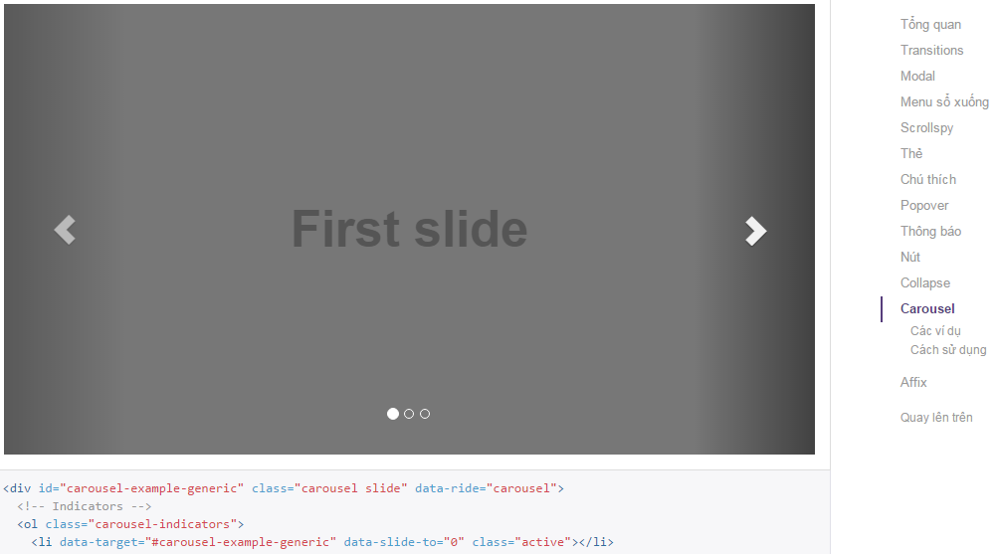 First slide
<div id="carousel-example-generic" class="carousel slide" data-ride="carousel">
<!-- Indicators -->
<ol class="carousel-indicators">
<li data-target="#carousel-example-generic" data-slide-to="0" class="active"></li>
Tổng quan
Transitions
Modal
Menu sổ xuống
Scrollspy
Thẻ
Chú thích
Popover
Thông báo
Nút
Collapse
Carousel
Các ví dụ
Cách sử dụng
Affix
Quay lên trên